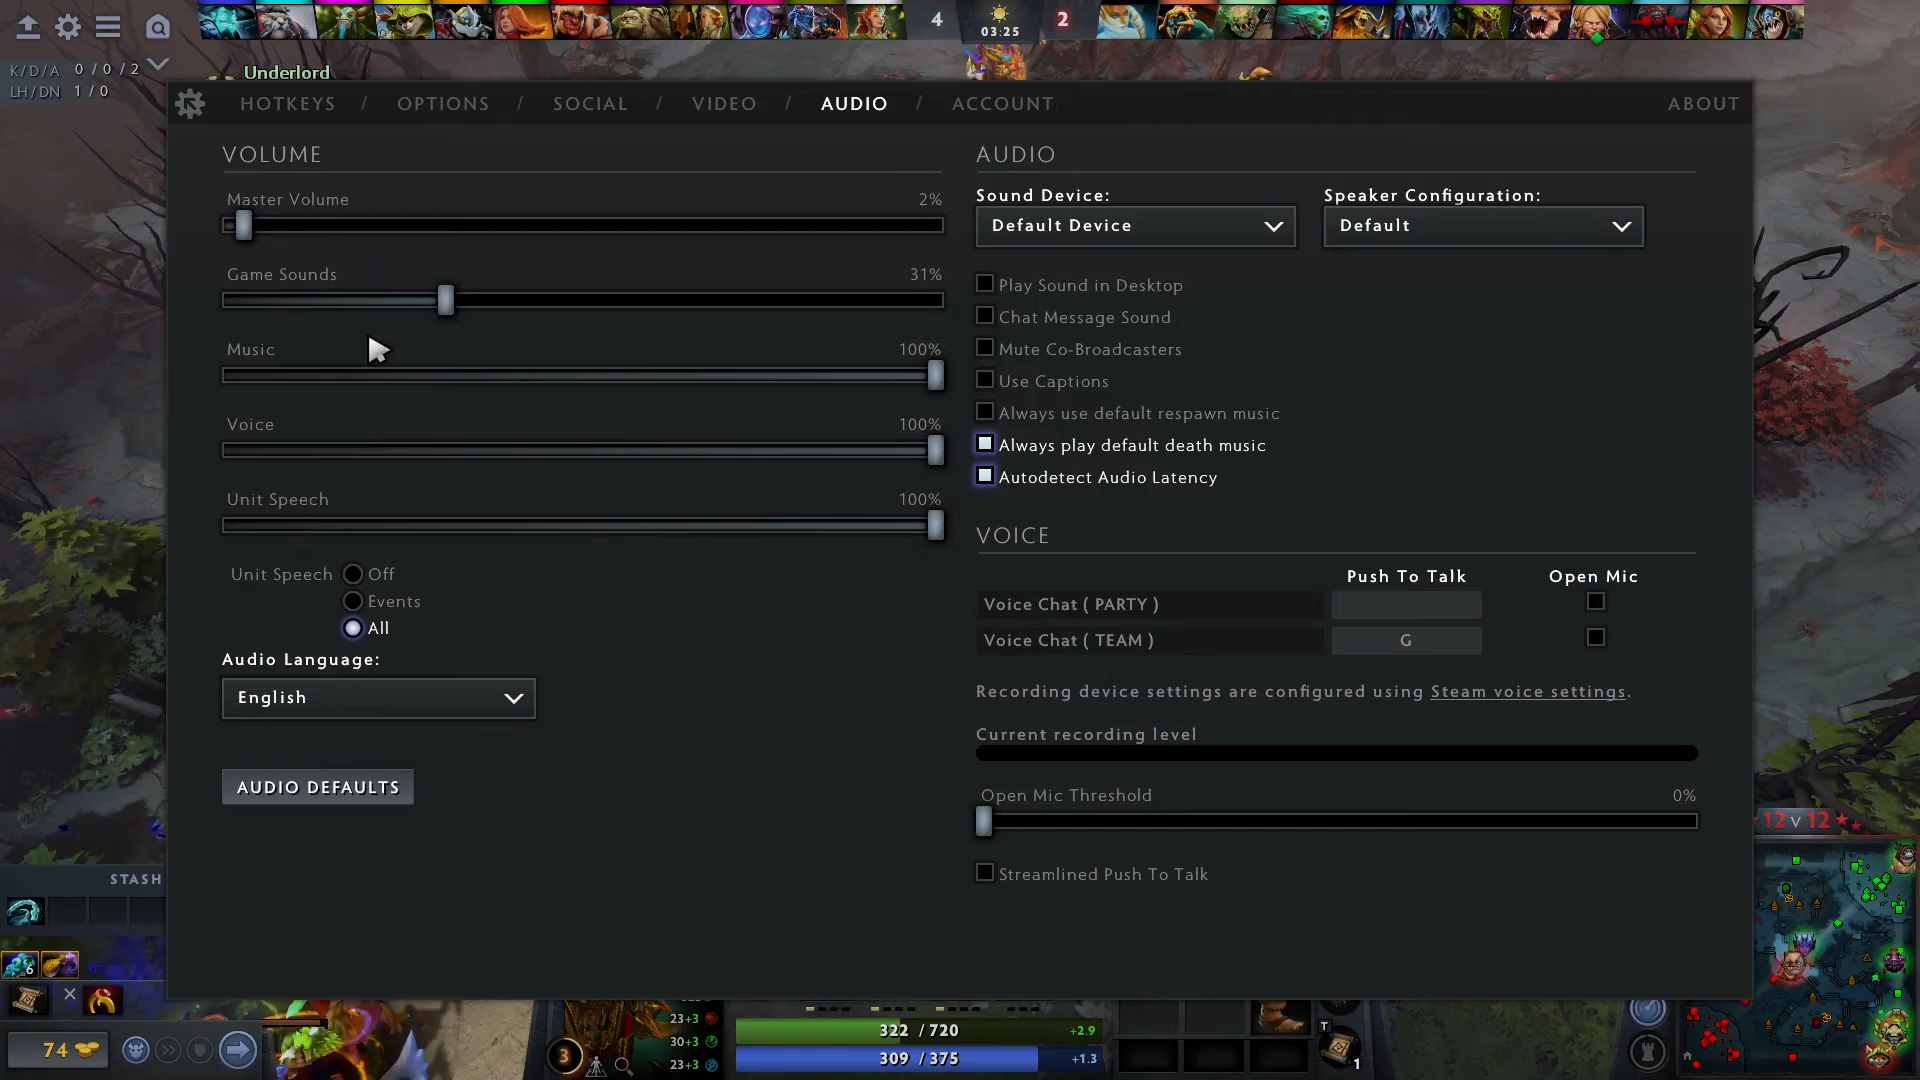 4 03:25 2
K/D/A 0/0/2
LH/DN 1/0
Underlord
HOTKEYS / OPTIONS / SOCIAL / VIDEO / AUDIO / ACCOUNT ABOUT
VOLUME
Master Volume 2%
Game Sounds 31%
Music 100%
Voice 100%
Unit Speech 100%
Unit Speech Off
Events
All
Audio Language:
English
AUDIO DEFAULTS
AUDIO
Sound Device: Speaker Configuration:
Default Device Default
Play Sound in Desktop
Chat Message Sound
Mute Co-Broadcasters
Use Captions
Always use default respawn music
Always play default death music
Autodetect Audio Latency
VOICE
Push To Talk Open Mic
Voice Chat ( PARTY )
Voice Chat ( TEAM ) G
Recording device settings are configured using Steam voice settings.
Current recording level
Open Mic Threshold 0%
Streamlined Push To Talk
12 v 12
STASH
6
74
3
23+3
30+3
23+3
322 / 720 +2.9
309 / 375 +1.3
T
1